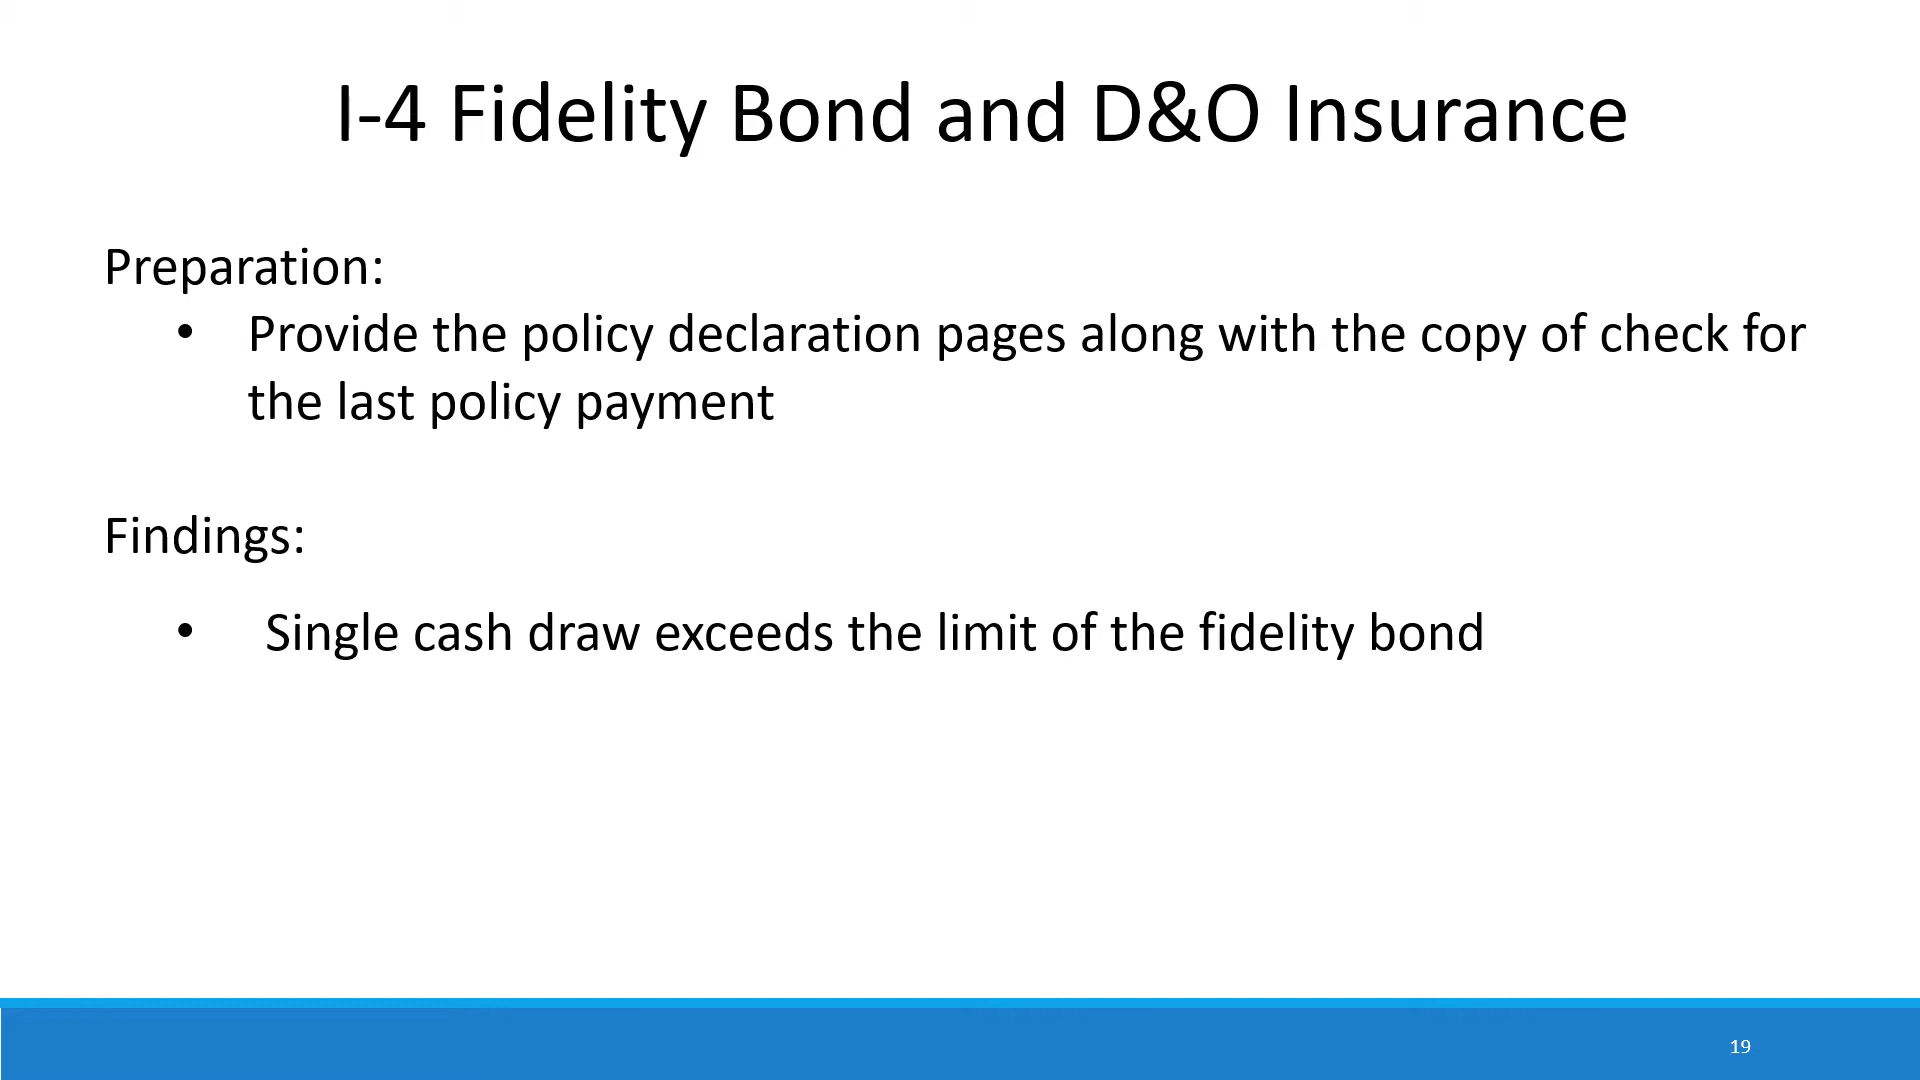 I-4 Fidelity Bond and D&O Insurance
Preparation:
• Provide the policy declaration pages along with the copy of check for
the last policy payment
Findings:
• Single cash draw exceeds the limit of the fidelity bond
19